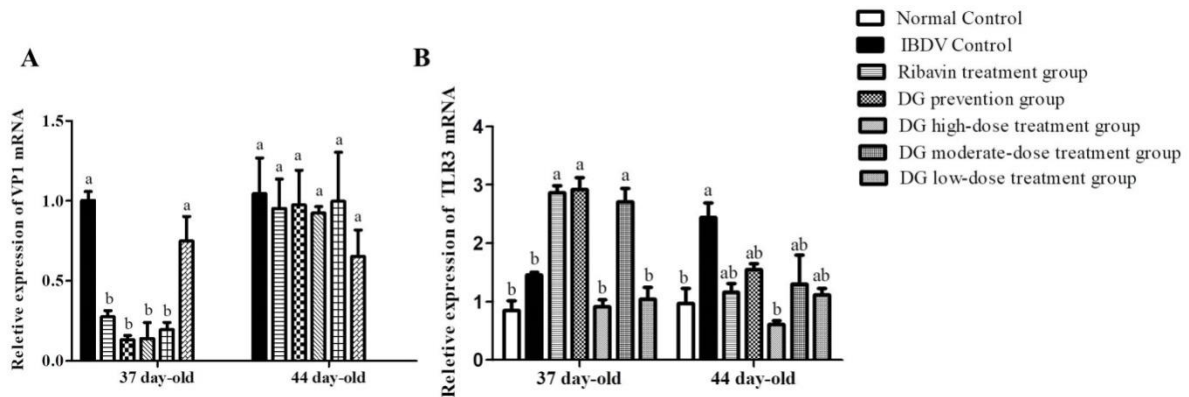 A
Reletive expression of VP1 mRNA
1.5
1.0
0.5
0.0
a
b
b
b
b
a
a
a
a
a
a
a
37 day-old
44 day-old
B
Reletive expression of TLR3 mRNA
4
3
2
1
0
b
b
a
a
b
a
b
b
a
ab
ab
b
ab
ab
37 day-old
44 day-old
Normal Control
IBDV Control
Ribavin treatment group
DG prevention group
DG high-dose treatment group
DG moderate-dose treatment group
DG low-dose treatment group